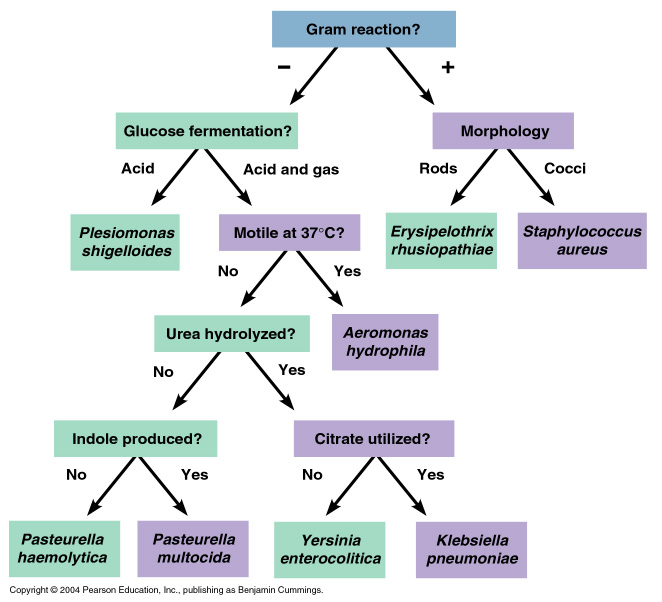 Gram reaction?
−
+
Glucose fermentation?
Morphology
Acid
Acid and gas
Rods
Cocci
Plesiomonas
shigelloides
Motile at 37°C?
Erysipelothrix
rhusiopathiae
Staphylococcus
aureus
No
Yes
Urea hydrolyzed?
Aeromonas
hydrophila
No
Yes
Indole produced?
Citrate utilized?
No
Yes
No
Yes
Pasteurella
haemolytica
Pasteurella
multocida
Yersinia
enterocolitica
Klebsiella
pneumoniae
Copyright © 2004 Pearson Education, Inc., publishing as Benjamin Cummings.